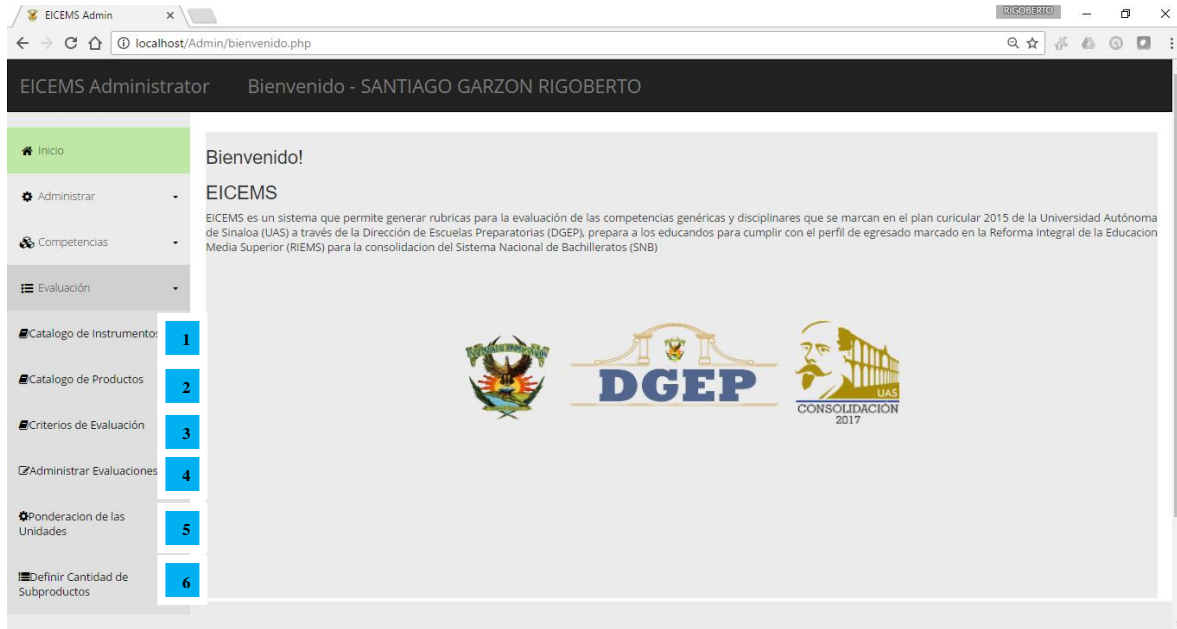 EICEMS Admin
RIGOBERTO
localhost/Admin/bienvenido.php
EICEMS Administrator Bienvenido - SANTIAGO GARZON RIGOBERTO
Inicio
Administrar
Competencias
Evaluación
Catalogo de Instrumentos
1
Catalogo de Productos
2
Criterios de Evaluación
3
Administrar Evaluaciones
4
Ponderacion de las
Unidades
5
Definir Cantidad de
Subproductos
6
Bienvenido!
EICEMS
EICEMS es un sistema que permite generar rubricas para la evaluación de las competencias genéricas y disciplinares que se marcan en el plan curicular 2015 de la Universidad Autónoma
de Sinaloa (UAS) a través de la Dirección de Escuelas Preparatorias (DGEP), prepara a los educandos para cumplir con el perfil de egresado marcado en la Reforma Integral de la Educacion
Media Superior (RIEMS) para la consolidacion del Sistema Nacional de Bachilleratos (SNB)
DGEP
UAS
CONSOLIDACIÓN
2017